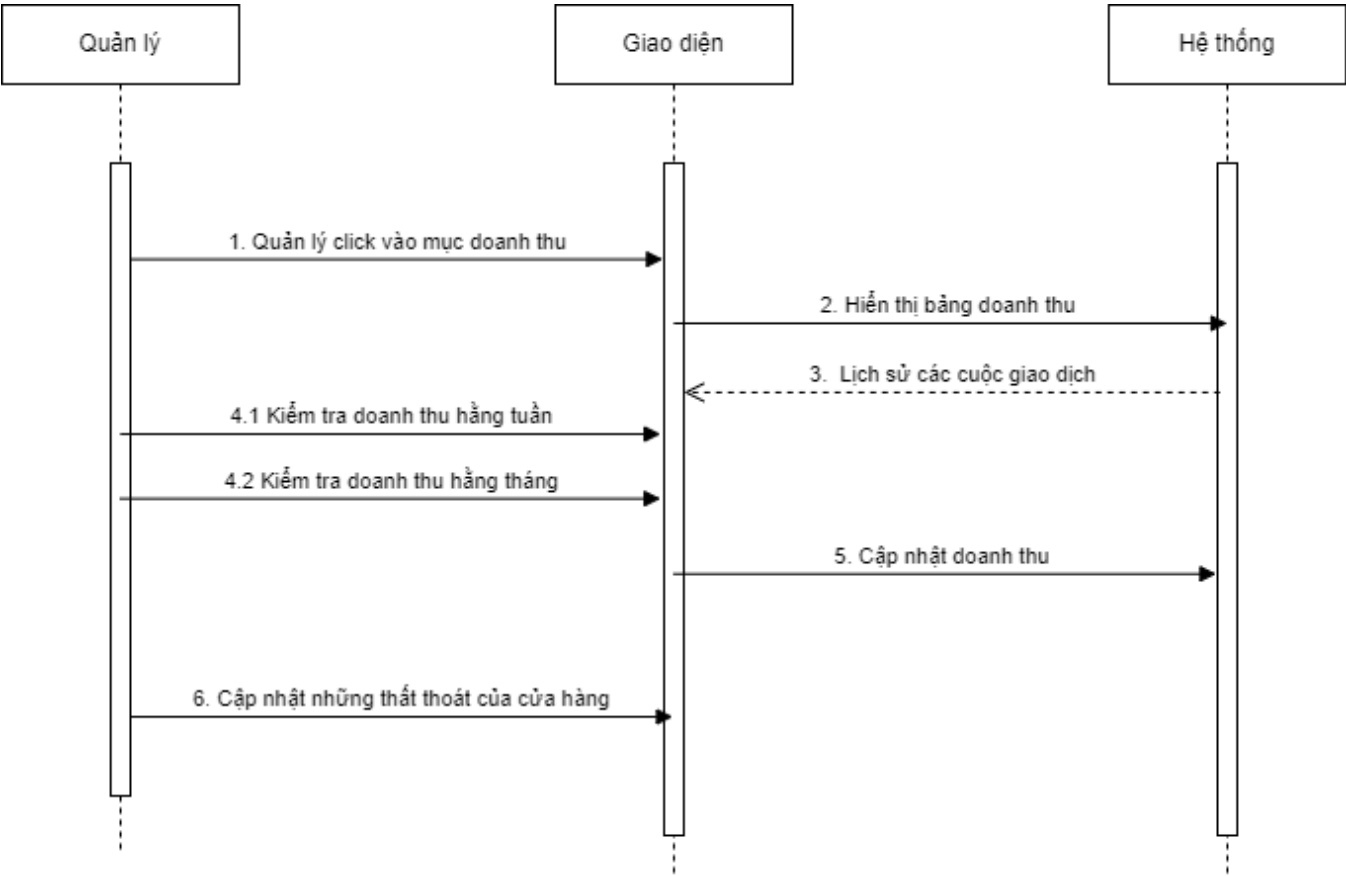 Quản lý
Giao diện
Hệ thống
1. Quản lý click vào mục doanh thu
2. Hiển thị bảng doanh thu
3. Lịch sử các cuộc giao dịch
4.1 Kiểm tra doanh thu hằng tuần
4.2 Kiểm tra doanh thu hằng tháng
5. Cập nhật doanh thu
6. Cập nhật những thất thoát của cửa hàng